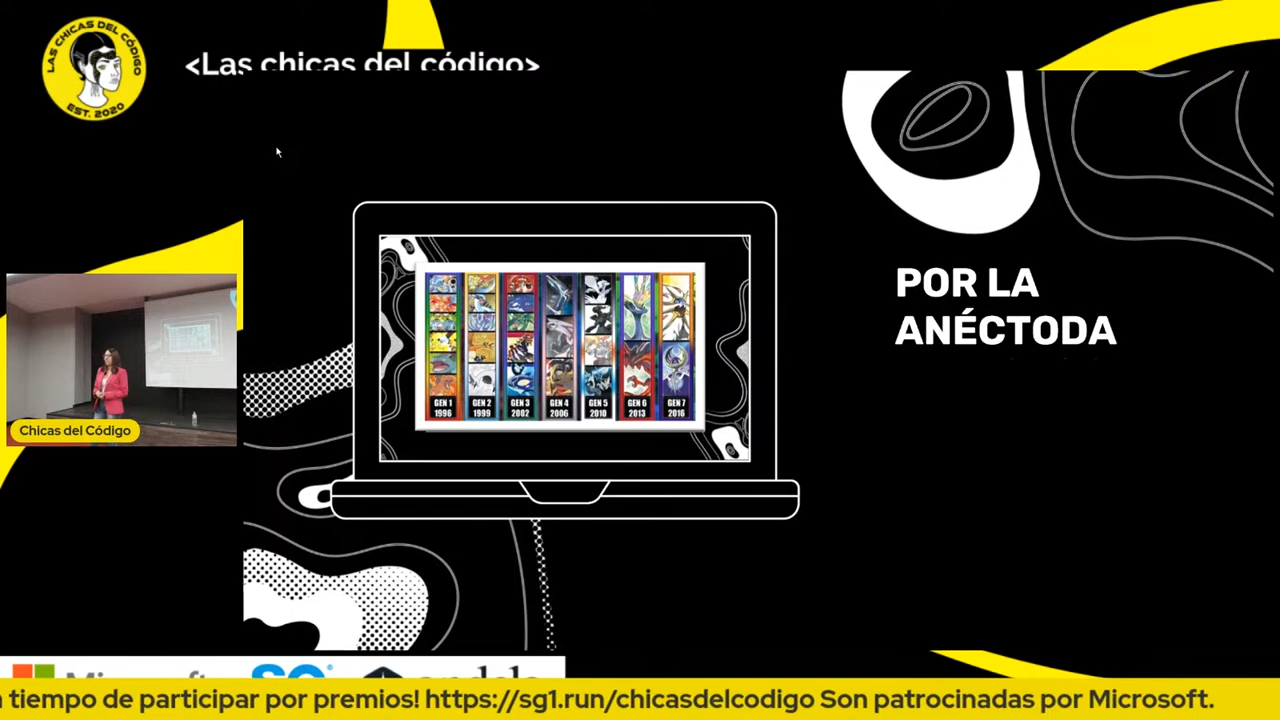 LAS CHICAS DEL CÓDIGO
EST. 2020
<Las chicas del código>
POR LA
ANÉCTODA
GEN 1
1996
GEN 2
1999
GEN 3
2002
GEN 4
2006
GEN 5
2010
GEN 6
2013
GEN 7
2016
Chicas del Código
Microsoft
SG
tiempo de participar por premios! https://sg1.run/chicasdelcodigo Son patrocinadas por Microsoft.